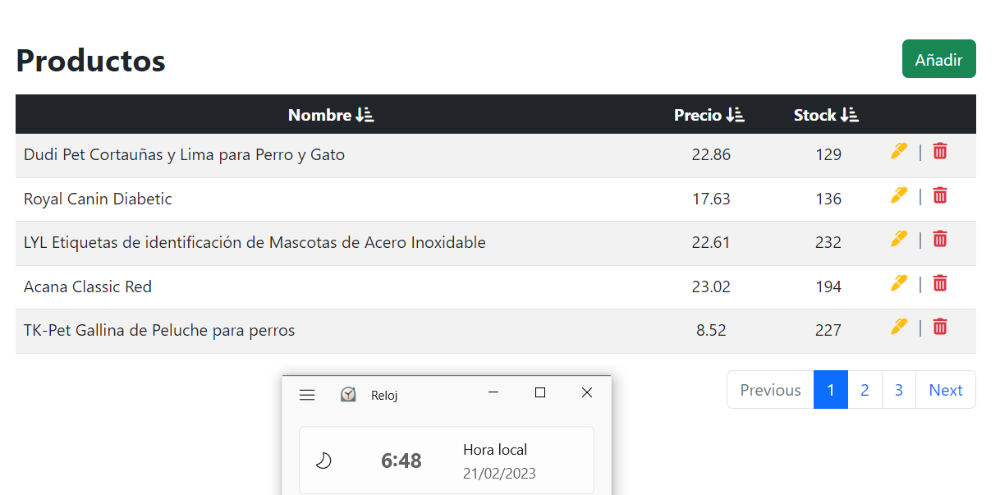 Productos
Añadir
Nombre Precio Stock
Dudi Pet Cortauñas y Lima para Perro y Gato 22.86 129 |
Royal Canin Diabetic 17.63 136 |
LYL Etiquetas de identificación de Mascotas de Acero Inoxidable 22.61 232 |
Acana Classic Red 23.02 194 |
TK-Pet Gallina de Peluche para perros 8.52 227 |
Previous 1 2 3 Next
Reloj
6:48 Hora local
21/02/2023